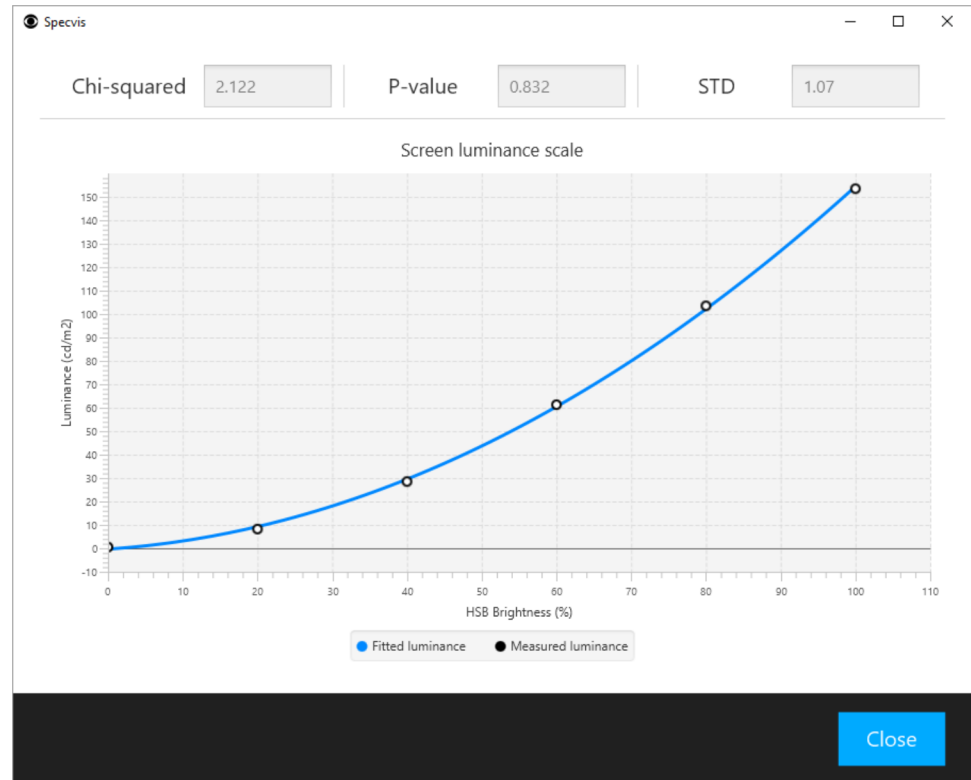 Specvis
Chi-squared 2.122 P-value 0.832 STD 1.07
Screen luminance scale
Luminance (cd/m2)
150
140
130
120
110
100
90
80
70
60
50
40
30
20
10
0
-10
0 10 20 30 40 50 60 70 80 90 100 110
HSB Brightness (%)
Fitted luminance Measured luminance
Close